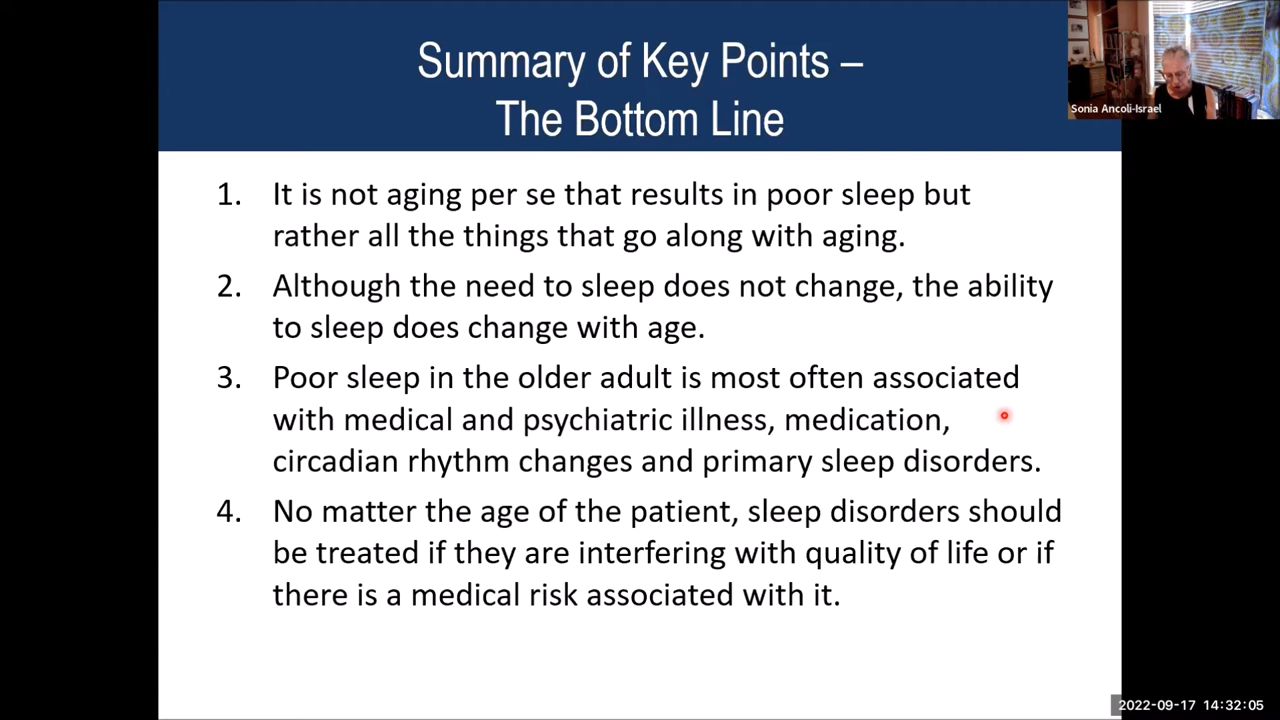 Summary of Key Points –
The Bottom Line
Sonia Ancoli-Israel
1. It is not aging per se that results in poor sleep but
rather all the things that go along with aging.
2. Although the need to sleep does not change, the ability
to sleep does change with age.
3. Poor sleep in the older adult is most often associated
with medical and psychiatric illness, medication,
circadian rhythm changes and primary sleep disorders.
4. No matter the age of the patient, sleep disorders should
be treated if they are interfering with quality of life or if
there is a medical risk associated with it.
2022-09-17 14:32:05